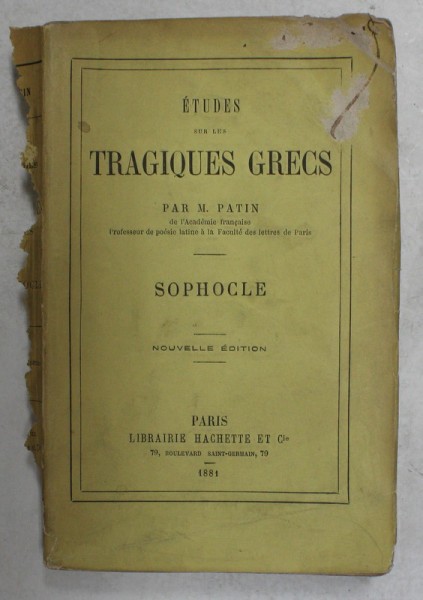 ÉTUDES
SUR LES
TRAGIQUES GRECS
PAR M. PATIN
de l'Académie française
Professeur de poésie latine à la Faculté des lettres de Paris
SOPHOCLE
NOUVELLE ÉDITION
PARIS
LIBRAIRIE HACHETTE ET Cie
79, BOULEVARD SAINT-GERMAIN, 79
1881